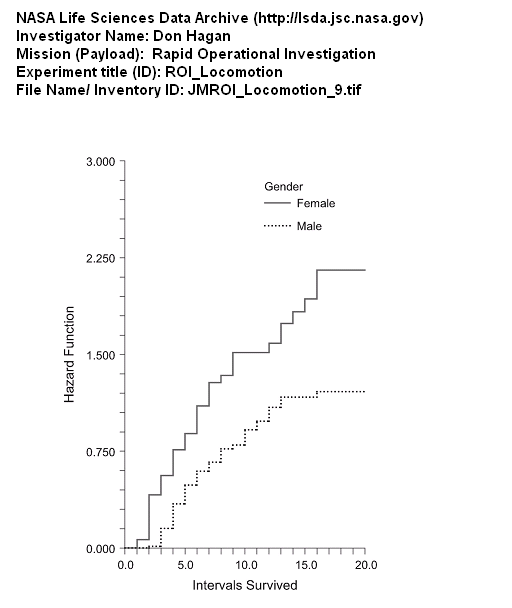 NASA Life Sciences Data Archive (http://lsda.jsc.nasa.gov)
Investigator Name: Don Hagan
Mission (Payload):  Rapid Operational Investigation
Experiment title (ID): ROI_Locomotion
File Name/ Inventory ID: JMROI_Locomotion_9.tif
Gender
Female
Male
3.000
2.250
1.500
0.750
0.000
Hazard Function
0.0 5.0 10.0 15.0 20.0
Intervals Survived